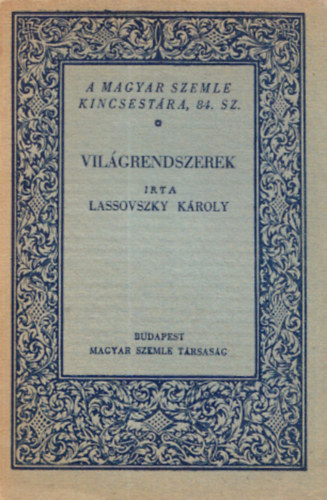 A MAGYAR SZEMLE
KINCSESTÁRA, 84. SZ.
VILÁGRENDSZEREK
IRTA
LASSOVSZKY KÁROLY
BUDAPEST
MAGYAR SZEMLE TÁRSASÁG